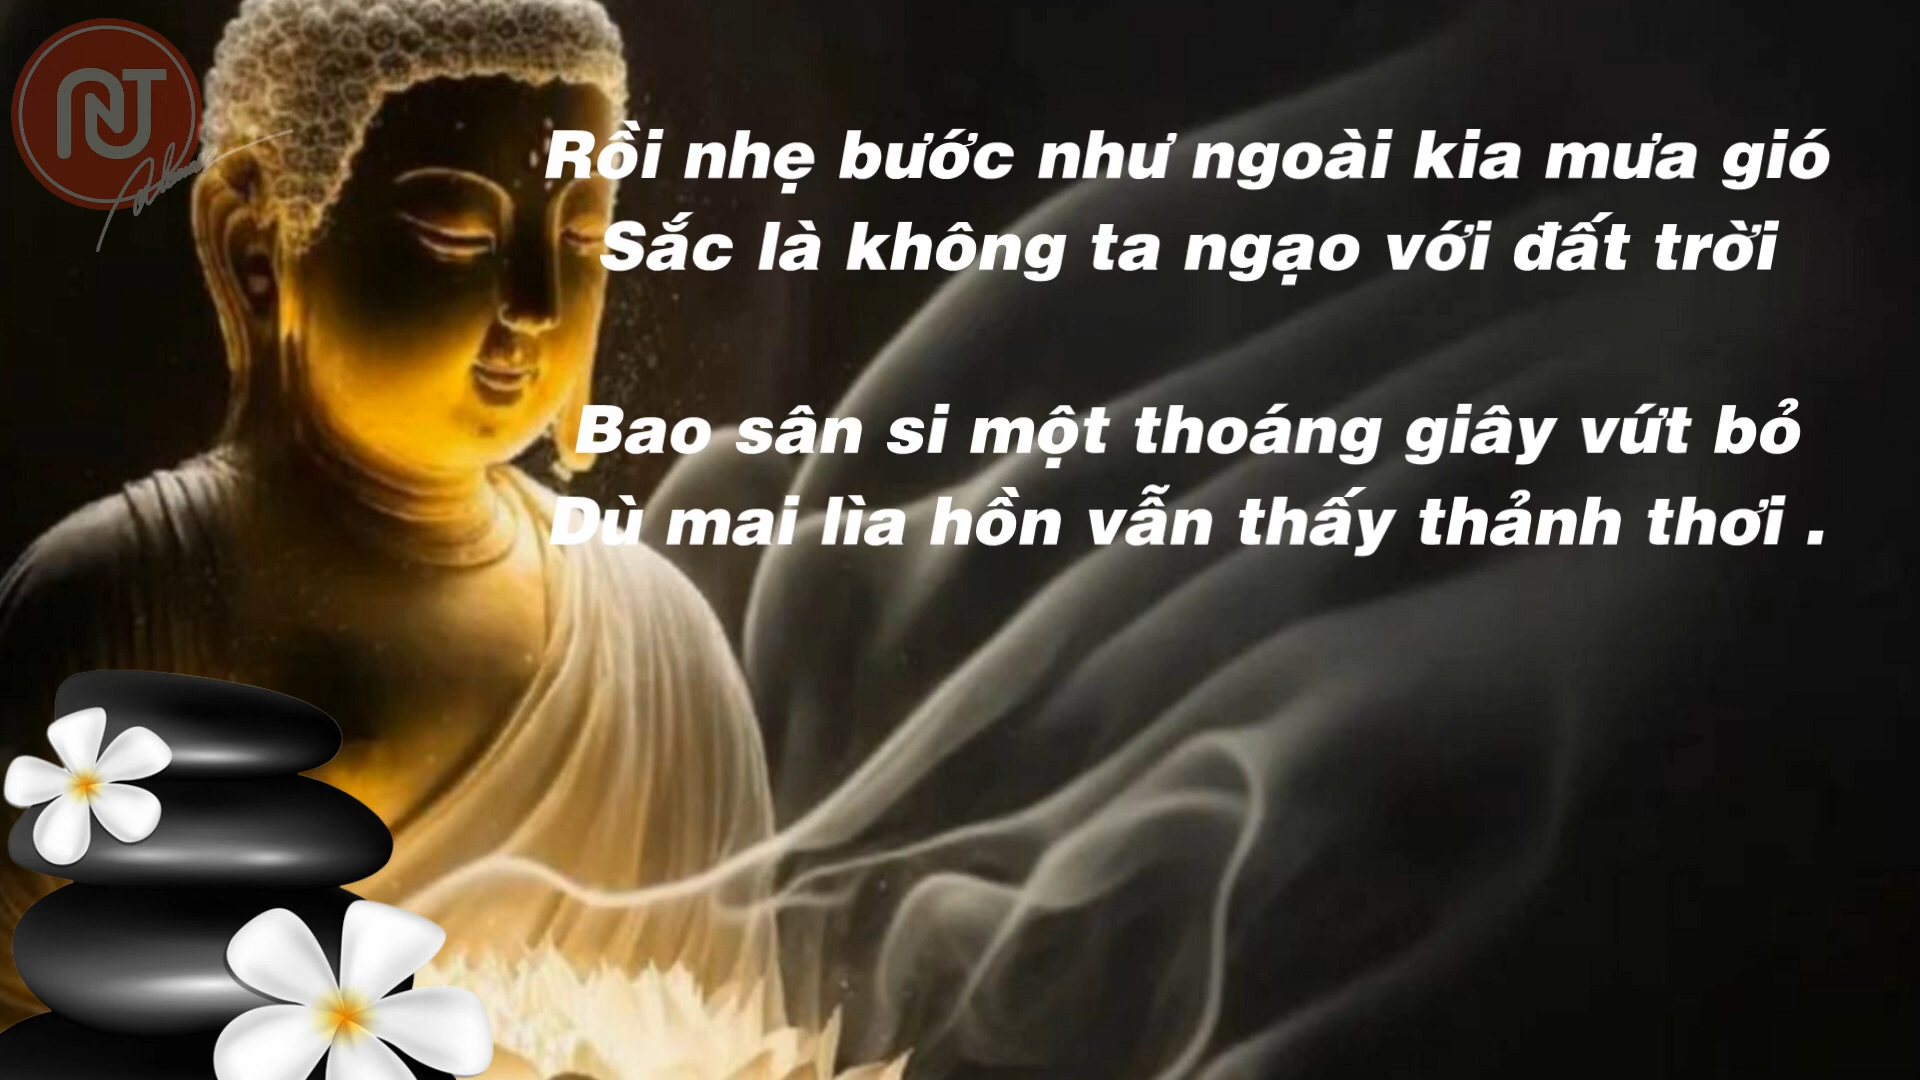 Rồi nhẹ bước như ngoài kia mưa gió
Sắc là không ta ngạo với đất trời
Bao sân si một thoáng giây vứt bỏ
Dù mai lìa hồn vẫn thấy thảnh thơi .